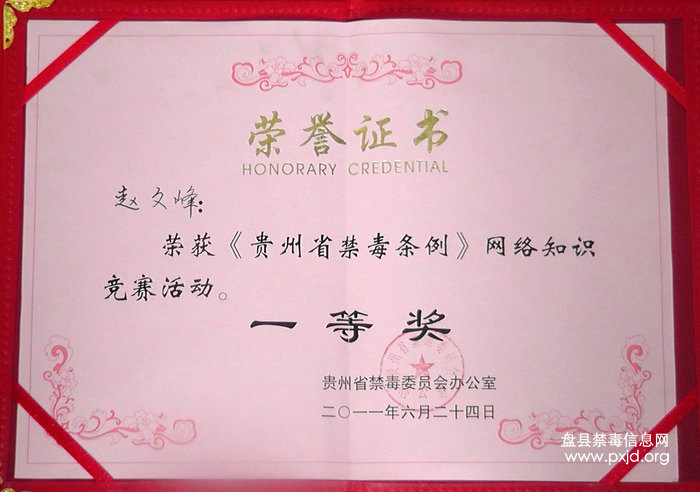 荣誉证书
HONORARY CREDENTIAL
赵文峰:
荣获《贵州省禁毒条例》网络知识
竞赛活动。
一等奖
贵州省禁毒委员会办公室
二〇一一年六月二十四日
盘县禁毒信息网
www.pxjd.org